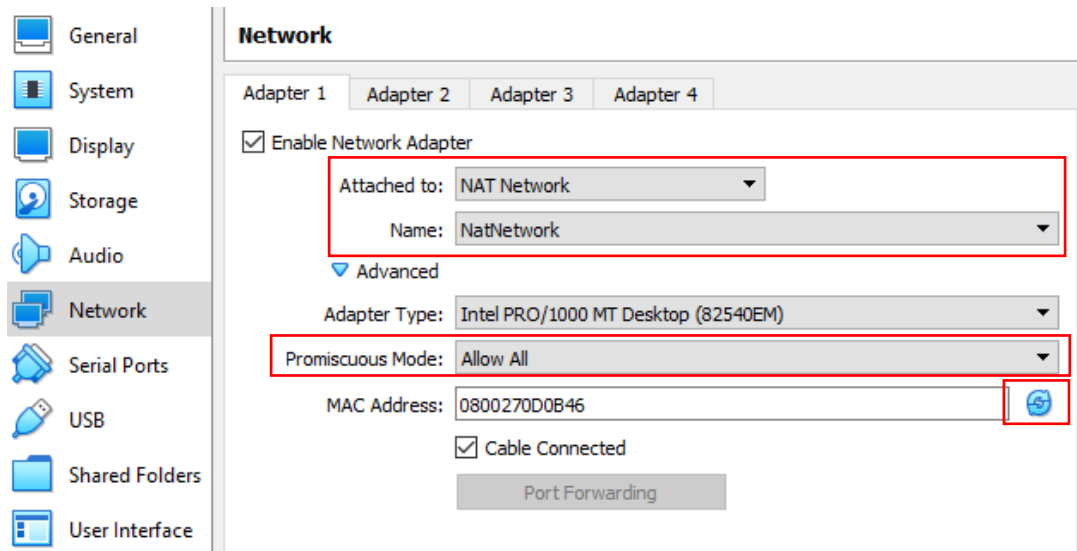 General
System
Display
Storage
Audio
Network
Serial Ports
USB
Shared Folders
User Interface
Network
Adapter 1 Adapter 2 Adapter 3 Adapter 4
Enable Network Adapter
Attached to: NAT Network
Name: NatNetwork
Advanced
Adapter Type: Intel PRO/1000 MT Desktop (82540EM)
Promiscuous Mode: Allow All
MAC Address: 0800270D0B46
Cable Connected
Port Forwarding